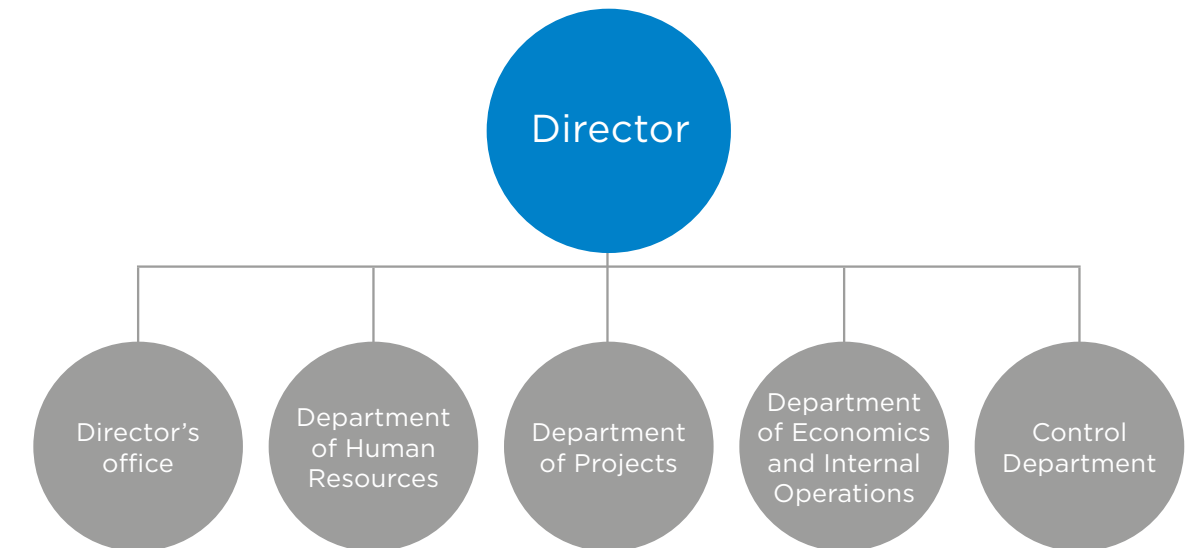 Director
Director’s
office
Department
of Human
Resources
Department
of Projects
Department
of Economics
and Internal
Operations
Control
Department